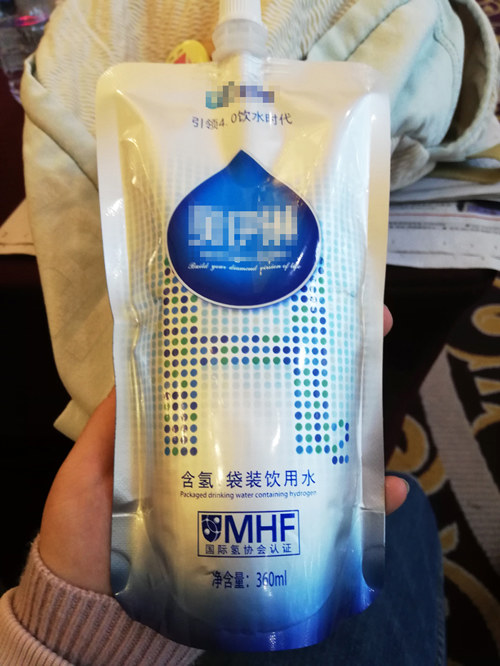 引领4.0饮水时代
Build your diamond version of life
H2
含氢 袋装饮用水
Packaged drinking water containing hydrogen
MHF
国际氢协会认证
净含量：360ml